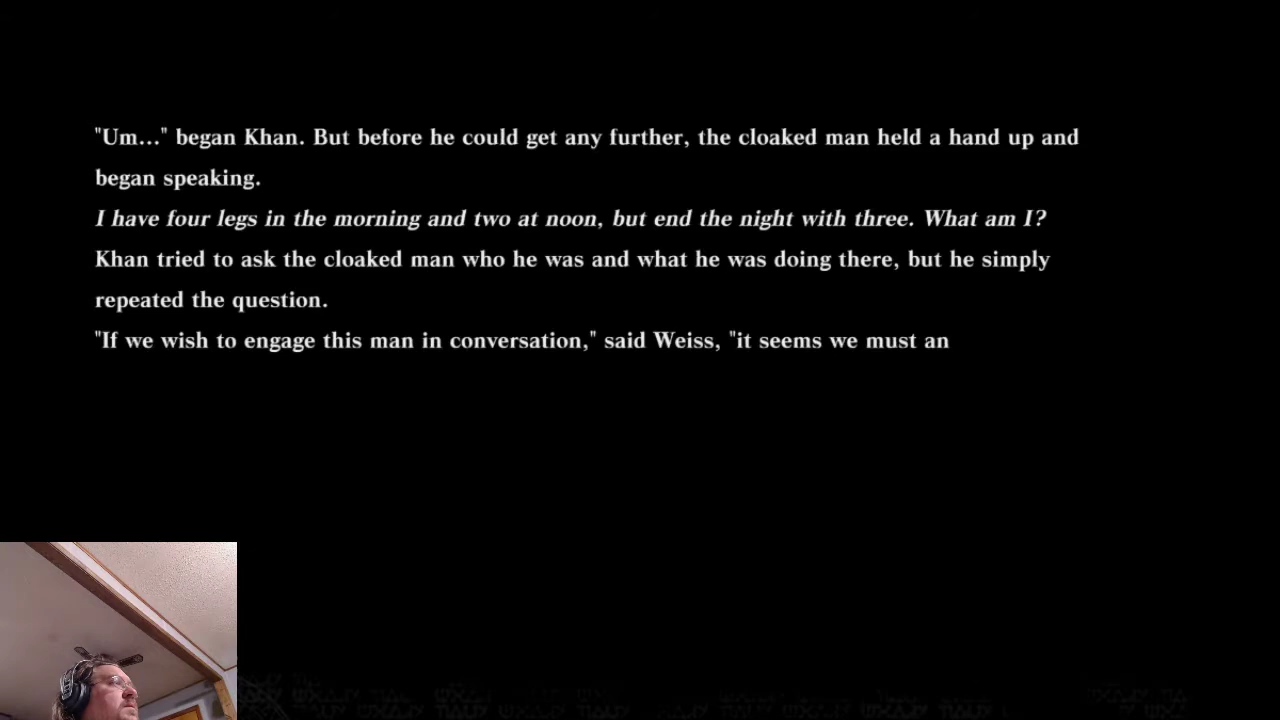 "Um..." began Khan. But before he could get any further, the cloaked man held a hand up and
began speaking.
I have four legs in the morning and two at noon, but end the night with three. What am I?
Khan tried to ask the cloaked man who he was and what he was doing there, but he simply
repeated the question.
"If we wish to engage this man in conversation," said Weiss, "it seems we must an